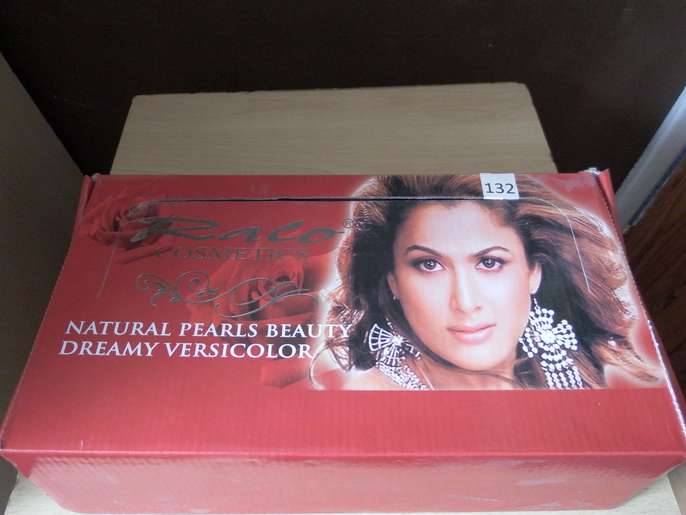 132
Ralo®
COSMETICS
NATURAL PEARLS BEAUTY
DREAMY VERSICOLOR